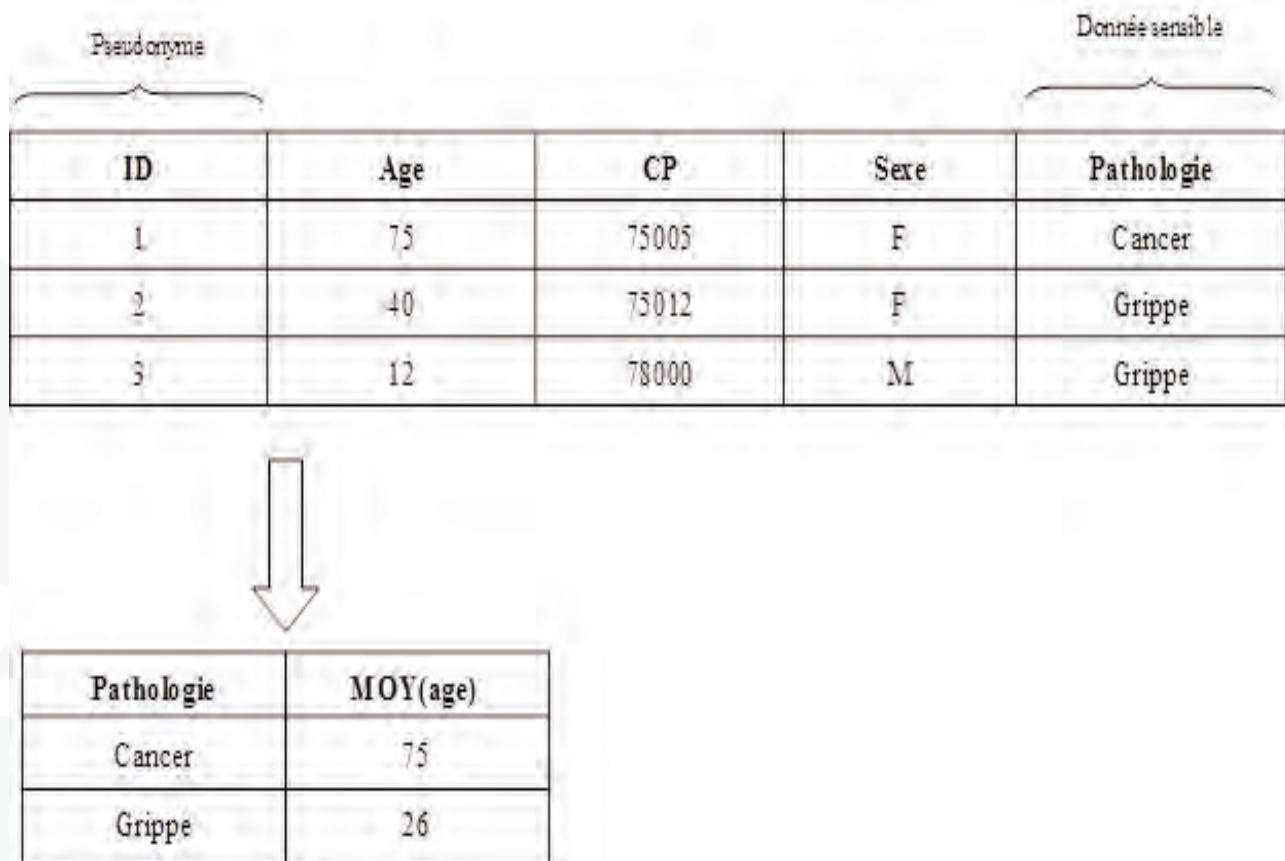 Pseudonyme Donnée sensible
ID Age CP Sexe Pathologie
1 75 75005 F Cancer
2 40 75012 F Grippe
3 12 78000 M Grippe
Pathologie MOY(age)
Cancer 75
Grippe 26